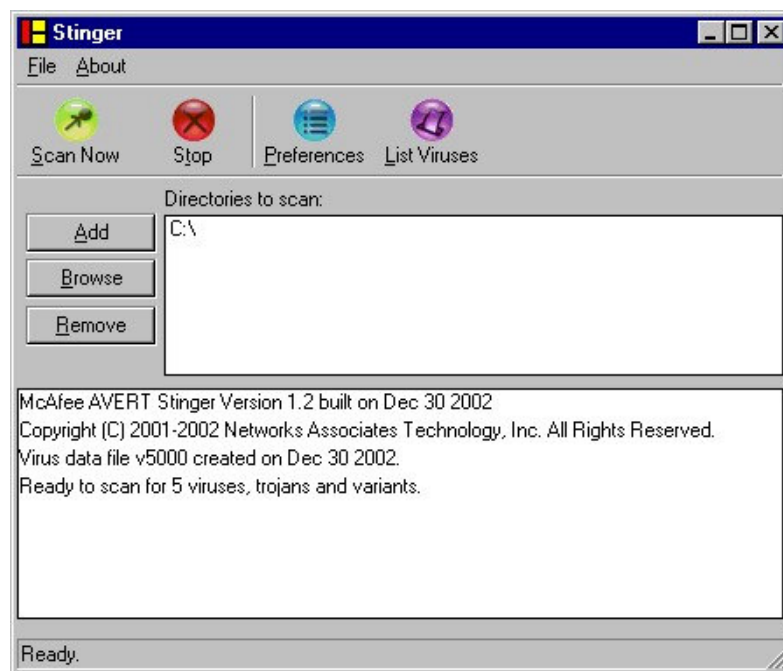 Stinger
File About
Scan Now Stop Preferences List Viruses
Directories to scan:
Add
C:\
Browse
Remove
McAfee AVERT Stinger Version 1.2 built on Dec 30 2002
Copyright (C) 2001-2002 Networks Associates Technology, Inc. All Rights Reserved.
Virus data file v5000 created on Dec 30 2002.
Ready to scan for 5 viruses, trojans and variants.
Ready.